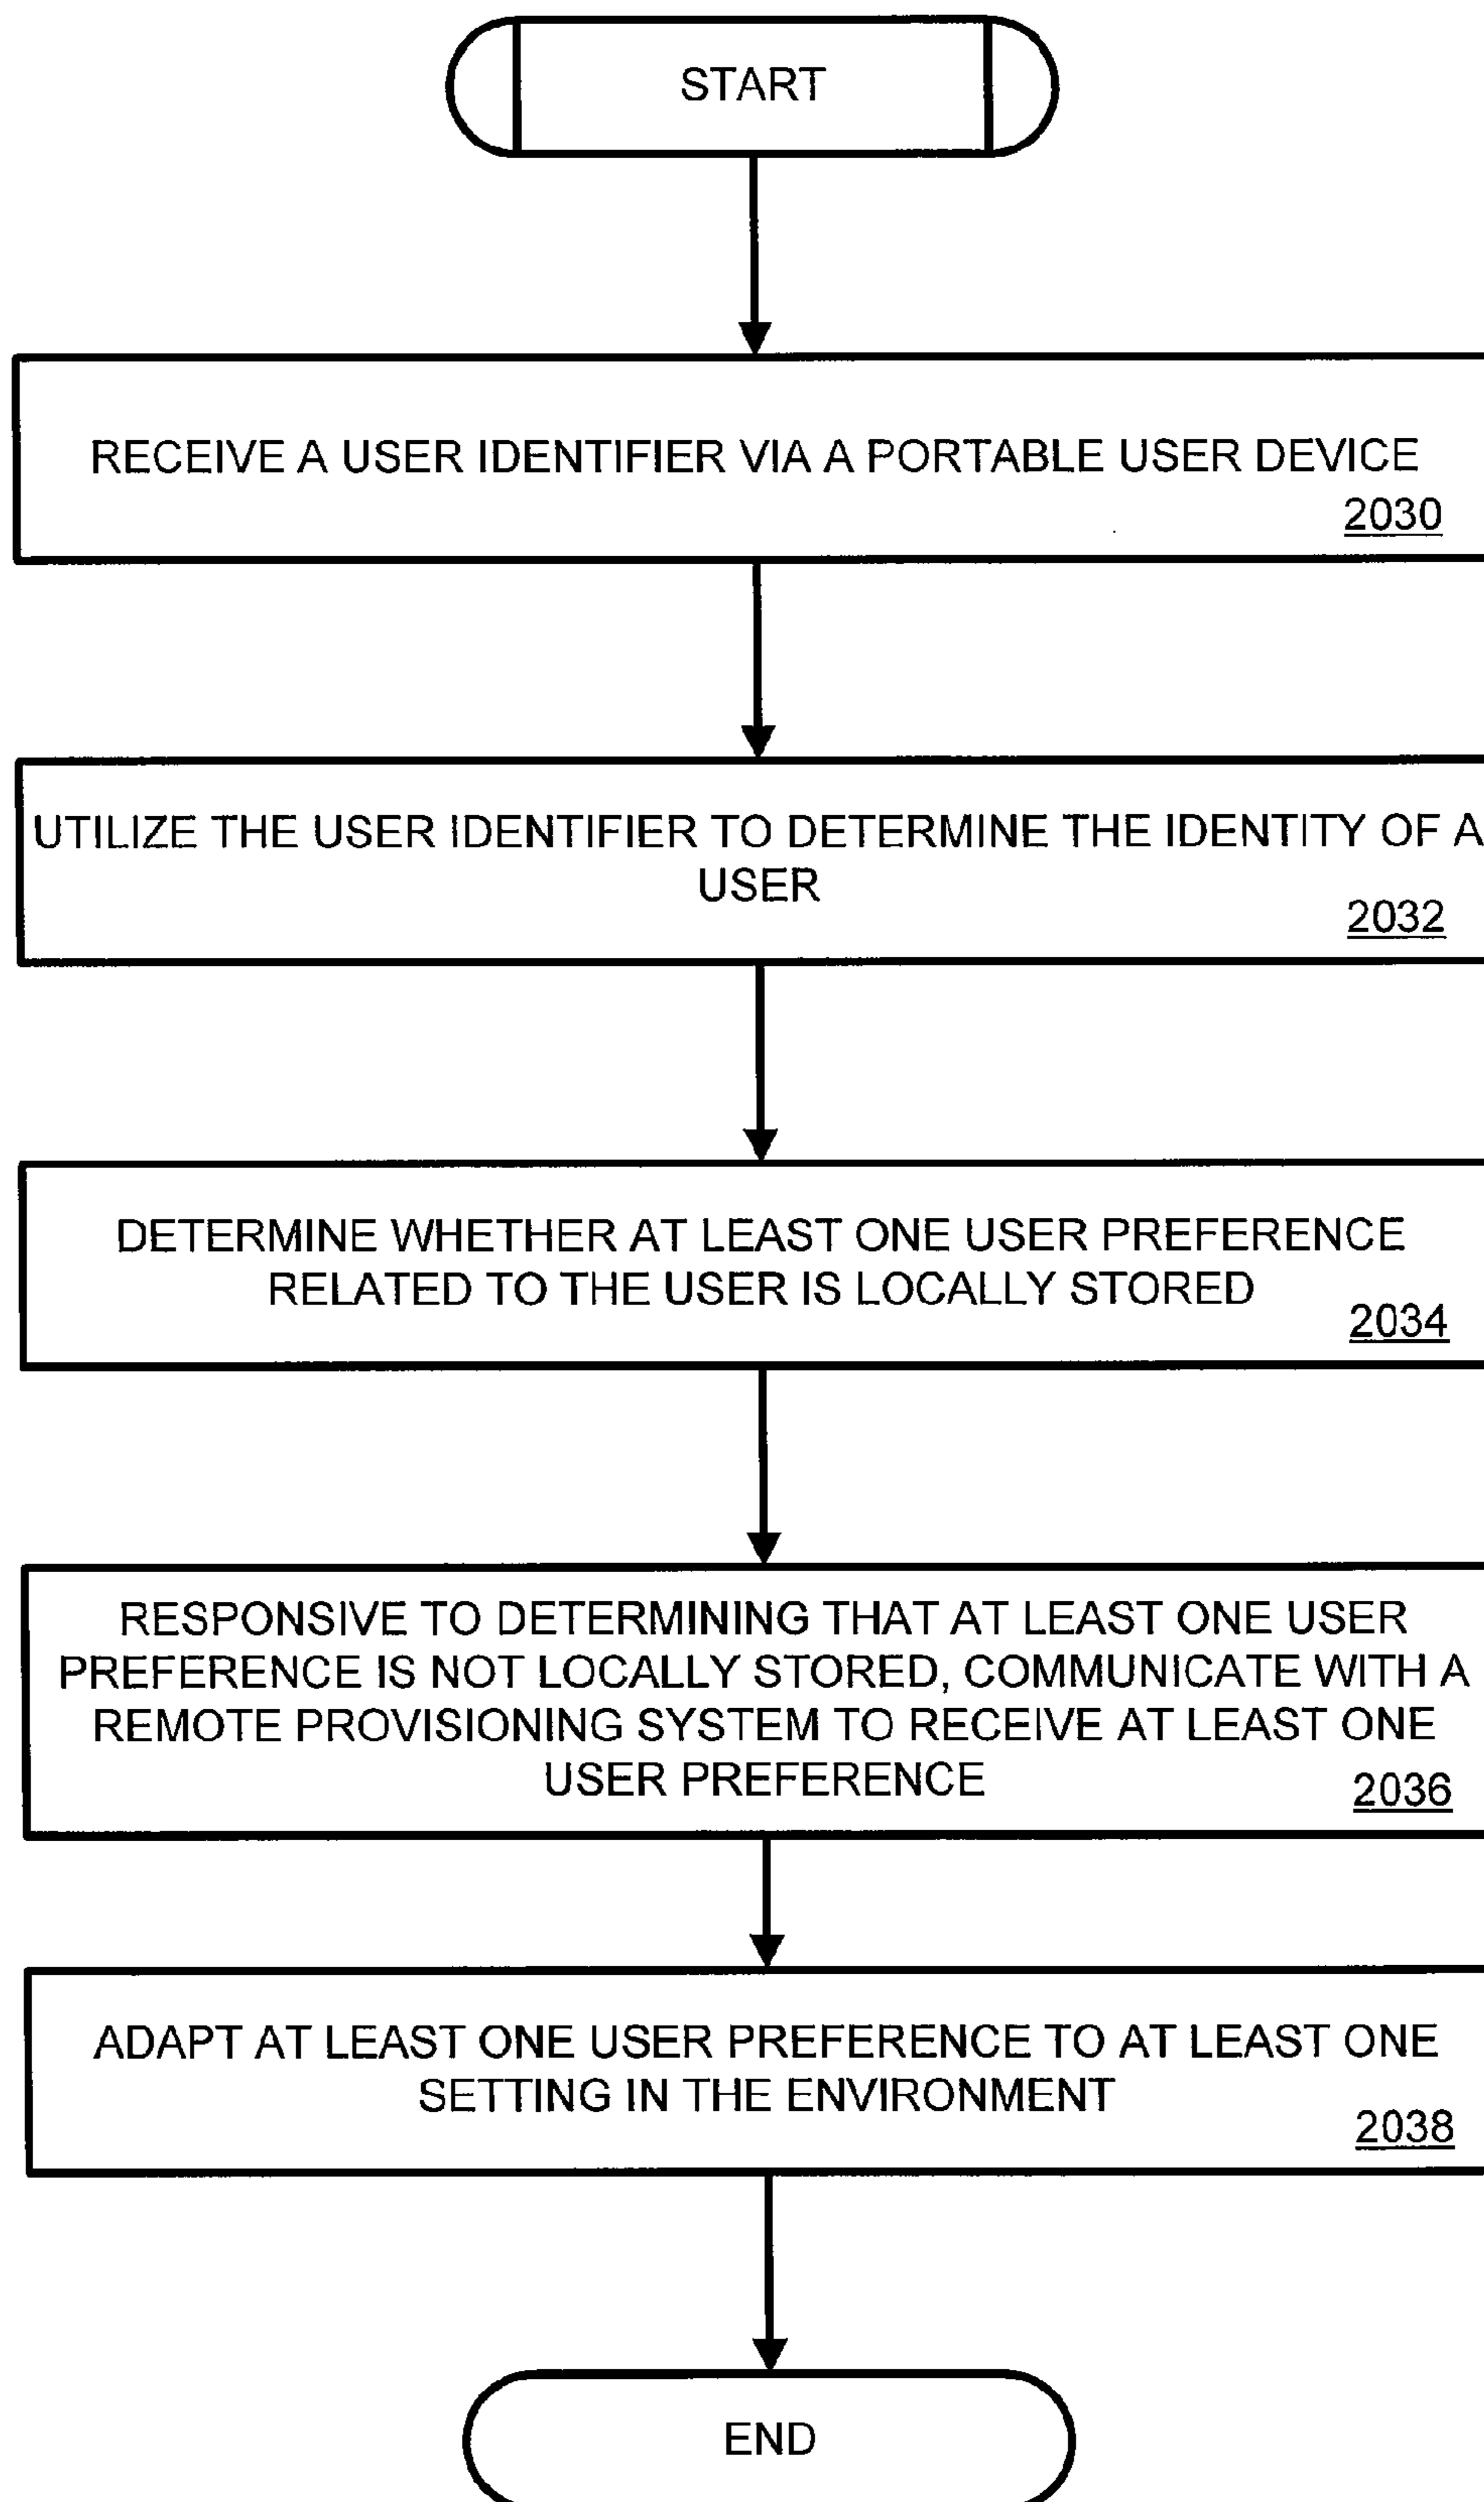 START
RECEIVE A USER IDENTIFIER VIA A PORTABLE USER DEVICE
2030
UTILIZE THE USER IDENTIFIER TO DETERMINE THE IDENTITY OF A
USER
2032
DETERMINE WHETHER AT LEAST ONE USER PREFERENCE
RELATED TO THE USER IS LOCALLY STORED
2034
RESPONSIVE TO DETERMINING THAT AT LEAST ONE USER
PREFERENCE IS NOT LOCALLY STORED, COMMUNICATE WITH A
REMOTE PROVISIONING SYSTEM TO RECEIVE AT LEAST ONE
USER PREFERENCE
2036
ADAPT AT LEAST ONE USER PREFERENCE TO AT LEAST ONE
SETTING IN THE ENVIRONMENT
2038
END